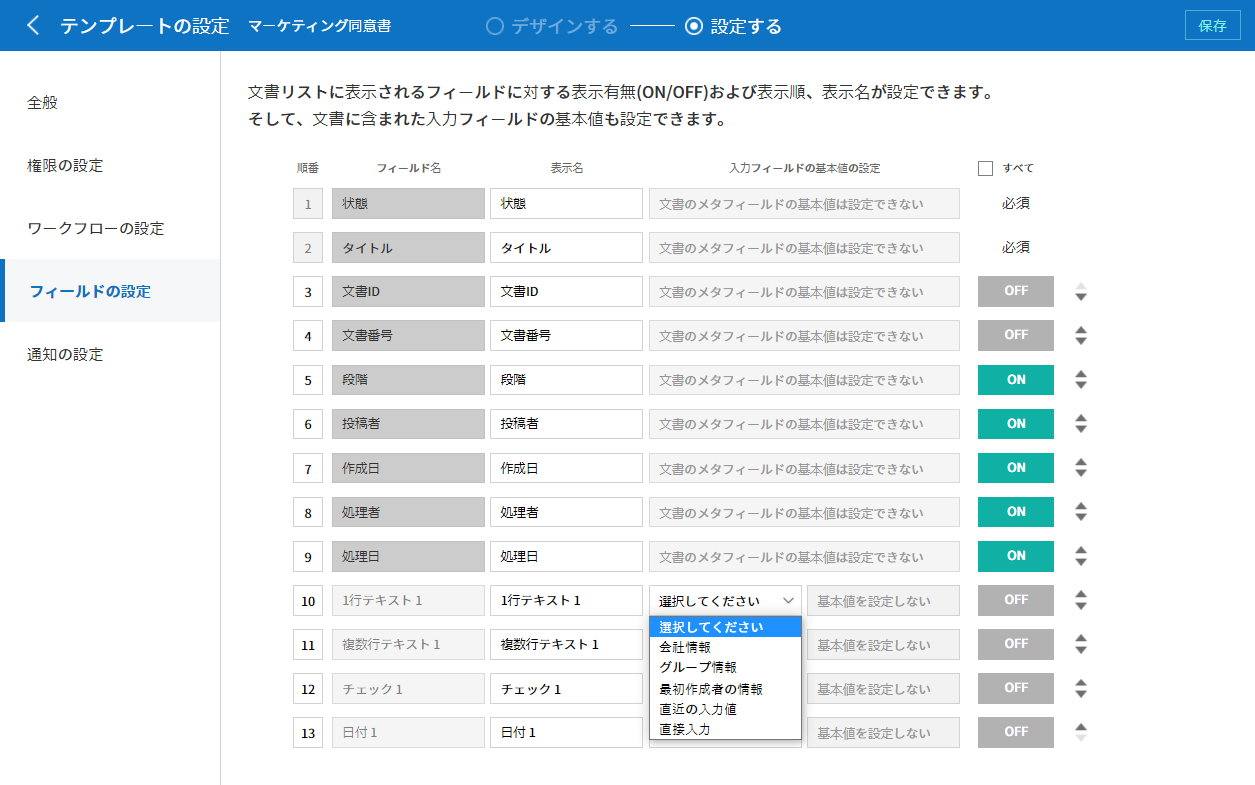 テンプレートの設定 マーケティング同意書 デザインする 設定する 保存
全般
権限の設定
ワークフローの設定
フィールドの設定
通知の設定
文書リストに表示されるフィールドに対する表示有無(ON/OFF)および表示順、表示名が設定できます。
そして、文書に含まれた入力フィールドの基本値も設定できます。
順番 フィールド名 表示名 入力フィールドの基本値の設定 すべて
1 状態 状態 文書のメタフィールドの基本値は設定できない 必須
2 タイトル タイトル 文書のメタフィールドの基本値は設定できない 必須
3 文書ID 文書ID 文書のメタフィールドの基本値は設定できない OFF
4 文書番号 文書番号 文書のメタフィールドの基本値は設定できない OFF
5 段階 段階 文書のメタフィールドの基本値は設定できない ON
6 投稿者 投稿者 文書のメタフィールドの基本値は設定できない ON
7 作成日 作成日 文書のメタフィールドの基本値は設定できない ON
8 処理者 処理者 文書のメタフィールドの基本値は設定できない ON
9 処理日 処理日 文書のメタフィールドの基本値は設定できない ON
10 1行テキスト 1 1行テキスト 1 選択してください 基本値を設定しない OFF
選択してください
会社情報
グループ情報
最初作成者の情報
直近の入力値
直接入力
11 複数行テキスト 1 複数行テキスト 1 基本値を設定しない OFF
12 チェック 1 チェック 1 基本値を設定しない OFF
13 日付 1 日付 1 基本値を設定しない OFF